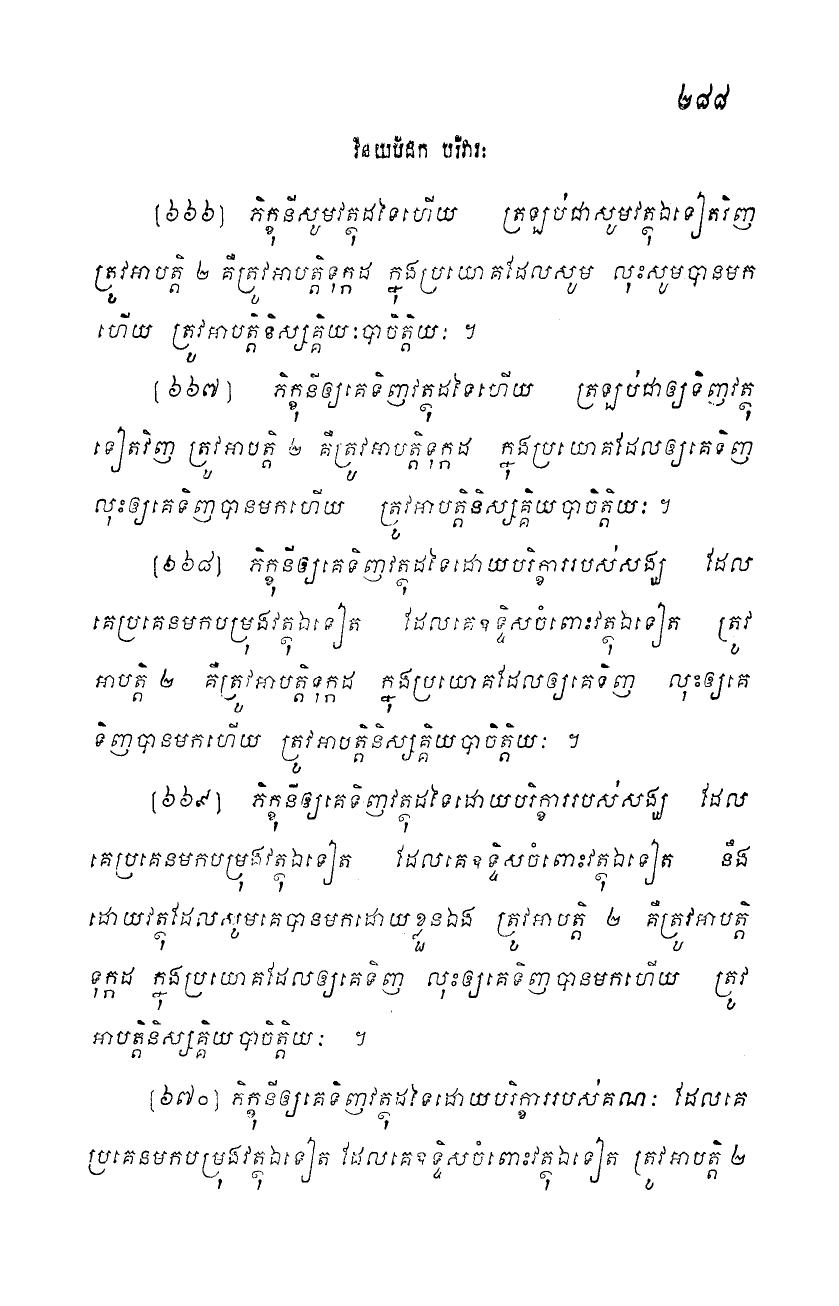 ២៨៨
វិនយបិដក បរិវារៈ
[៦៦៦] ភិក្ខុនីសូមវត្ថុដទៃហើយ ត្រឡប់ជាសូមវត្ថុឯទៀតវិញ
ត្រូវអាបត្តិ ២ គឺត្រូវអាបត្តិទុក្កដ ក្នុងប្រយោគដែលសូម លុះសូមបានមក
ហើយ ត្រូវអាបត្តិនិស្សគ្គិយៈបាចិត្តិយៈ ។
[៦៦៧] ភិក្ខុនីឲ្យគេទិញវត្ថុដទៃហើយ ត្រឡប់ជាឲ្យទិញវត្ថុ
ទៀតវិញ ត្រូវអាបត្តិ ២ គឺត្រូវអាបត្តិទុក្កដ ក្នុងប្រយោគដែលឲ្យគេទិញ
លុះឲ្យគេទិញបានមកហើយ ត្រូវអាបត្តិនិស្សគ្គិយបាចិត្តិយៈ ។
[៦៦៨] ភិក្ខុនីឲ្យគេទិញវត្ថុដទៃដោយបរិក្ខាររបស់សង្ឃ ដែល
គេប្រគេនមកបម្រុងវត្ថុឯទៀត ដែលគេឧទ្ទិសចំពោះវត្ថុឯទៀត ត្រូវ
អាបត្តិ ២ គឺត្រូវអាបត្តិទុក្កដ ក្នុងប្រយោគដែលឲ្យគេទិញ លុះឲ្យគេ
ទិញបានមកហើយ ត្រូវអាបត្តិនិស្សគ្គិយបាចិត្តិយៈ ។
[៦៦៩] ភិក្ខុនីឲ្យគេទិញវត្ថុដទៃដោយបរិក្ខាររបស់សង្ឃ ដែល
គេប្រគេនមកបម្រុងវត្ថុឯទៀត ដែលគេឧទ្ទិសចំពោះវត្ថុឯទៀត នឹង
ដោយវត្ថុដែលសូមគេបានមកដោយខ្លួនឯង ត្រូវអាបត្តិ ២ គឺត្រូវអាបត្តិ
ទុក្កដ ក្នុងប្រយោគដែលឲ្យគេទិញ លុះឲ្យគេទិញបានមកហើយ ត្រូវ
អាបត្តិនិស្សគ្គិយបាចិត្តិយៈ ។
[៦៧០] ភិក្ខុនីឲ្យគេទិញវត្ថុដទៃដោយបរិក្ខាររបស់គណៈ ដែលគេ
ប្រគេនមកបម្រុងវត្ថុឯទៀត ដែលគេឧទ្ទិសចំពោះវត្ថុឯទៀត ត្រូវអាបត្តិ ២